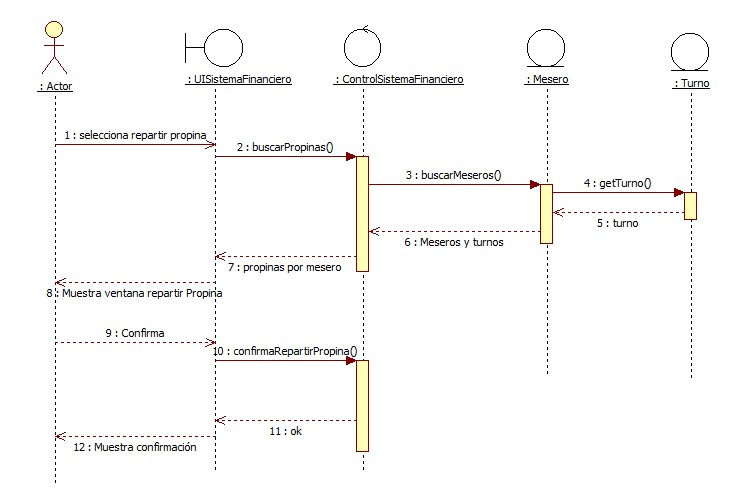 : Actor
: UISistemaFinanciero
: ControlSistemaFinanciero
: Mesero
: Turno
1 : selecciona repartir propina
2 : buscarPropinas()
3 : buscarMeseros()
4 : getTurno()
5 : turno
6 : Meseros y turnos
7 : propinas por mesero
8 : Muestra ventana repartir Propina
9 : Confirma
10 : confirmaRepartirPropina()
11 : ok
12 : Muestra confirmación